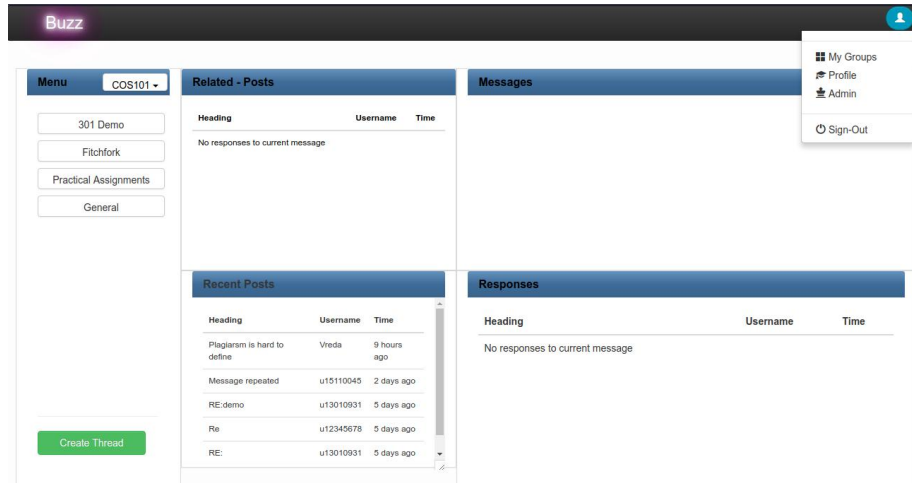 Buzz
My Groups
Profile
Admin
Sign-Out
Menu COS101
301 Demo
Fitchfork
Practical Assignments
General
Create Thread
Related - Posts
Heading Username Time
No responses to current message
Messages
Recent Posts
Heading Username Time
Plagiarsm is hard to Vreda 9 hours
define ago
Message repeated u15110045 2 days ago
RE:demo u13010931 5 days ago
Re u12345678 5 days ago
RE: u13010931 5 days ago
Responses
Heading Username Time
No responses to current message